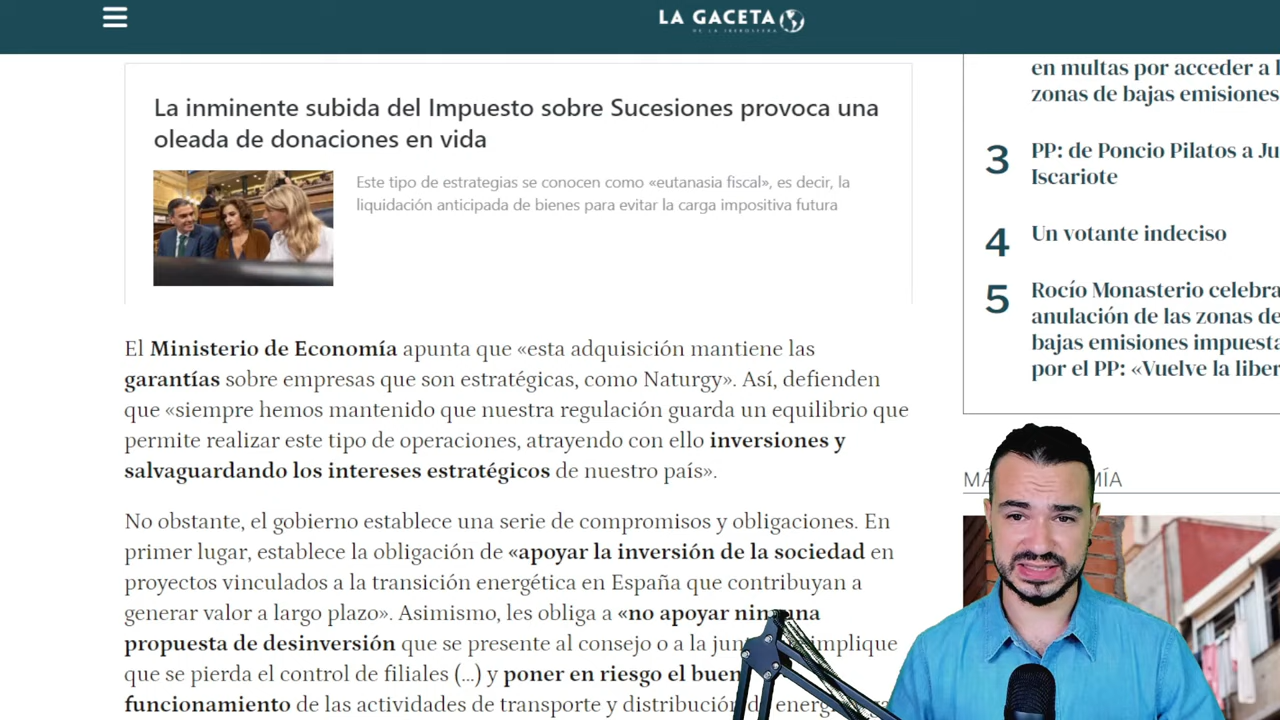 LA GACETA
DE LA IBEROSFERA
La inminente subida del Impuesto sobre Sucesiones provoca una
oleada de donaciones en vida
Este tipo de estrategias se conocen como «eutanasia fiscal», es decir, la
liquidación anticipada de bienes para evitar la carga impositiva futura
El Ministerio de Economía apunta que «esta adquisición mantiene las
garantías sobre empresas que son estratégicas, como Naturgy». Así, defienden
que «siempre hemos mantenido que nuestra regulación guarda un equilibrio que
permite realizar este tipo de operaciones, atrayendo con ello inversiones y
salvaguardando los intereses estratégicos de nuestro país».
No obstante, el gobierno establece una serie de compromisos y obligaciones. En
primer lugar, establece la obligación de «apoyar la inversión de la sociedad en
proyectos vinculados a la transición energética en España que contribuyan a
generar valor a largo plazo». Asimismo, les obliga a «no apoyar ninguna
propuesta de desinversión que se presente al consejo o a la implique
que se pierda el control de filiales (...) y poner en riesgo el buen
funcionamiento de las actividades de transporte y distribución de
en multas por acceder a
zonas de bajas emisiones
3
PP: de Poncio Pilatos a
Iscariote
4
Un votante indeciso
5
Rocío Monasterio celebra
anulación de las zonas de
bajas emisiones
por el PP: «Vuelve la